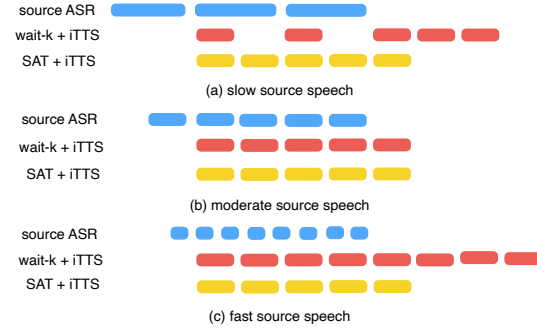 source ASR
wait-k + iTTS
SAT + iTTS
(a) slow source speech
source ASR
wait-k + iTTS
SAT + iTTS
(b) moderate source speech
source ASR
wait-k + iTTS
SAT + iTTS
(c) fast source speech